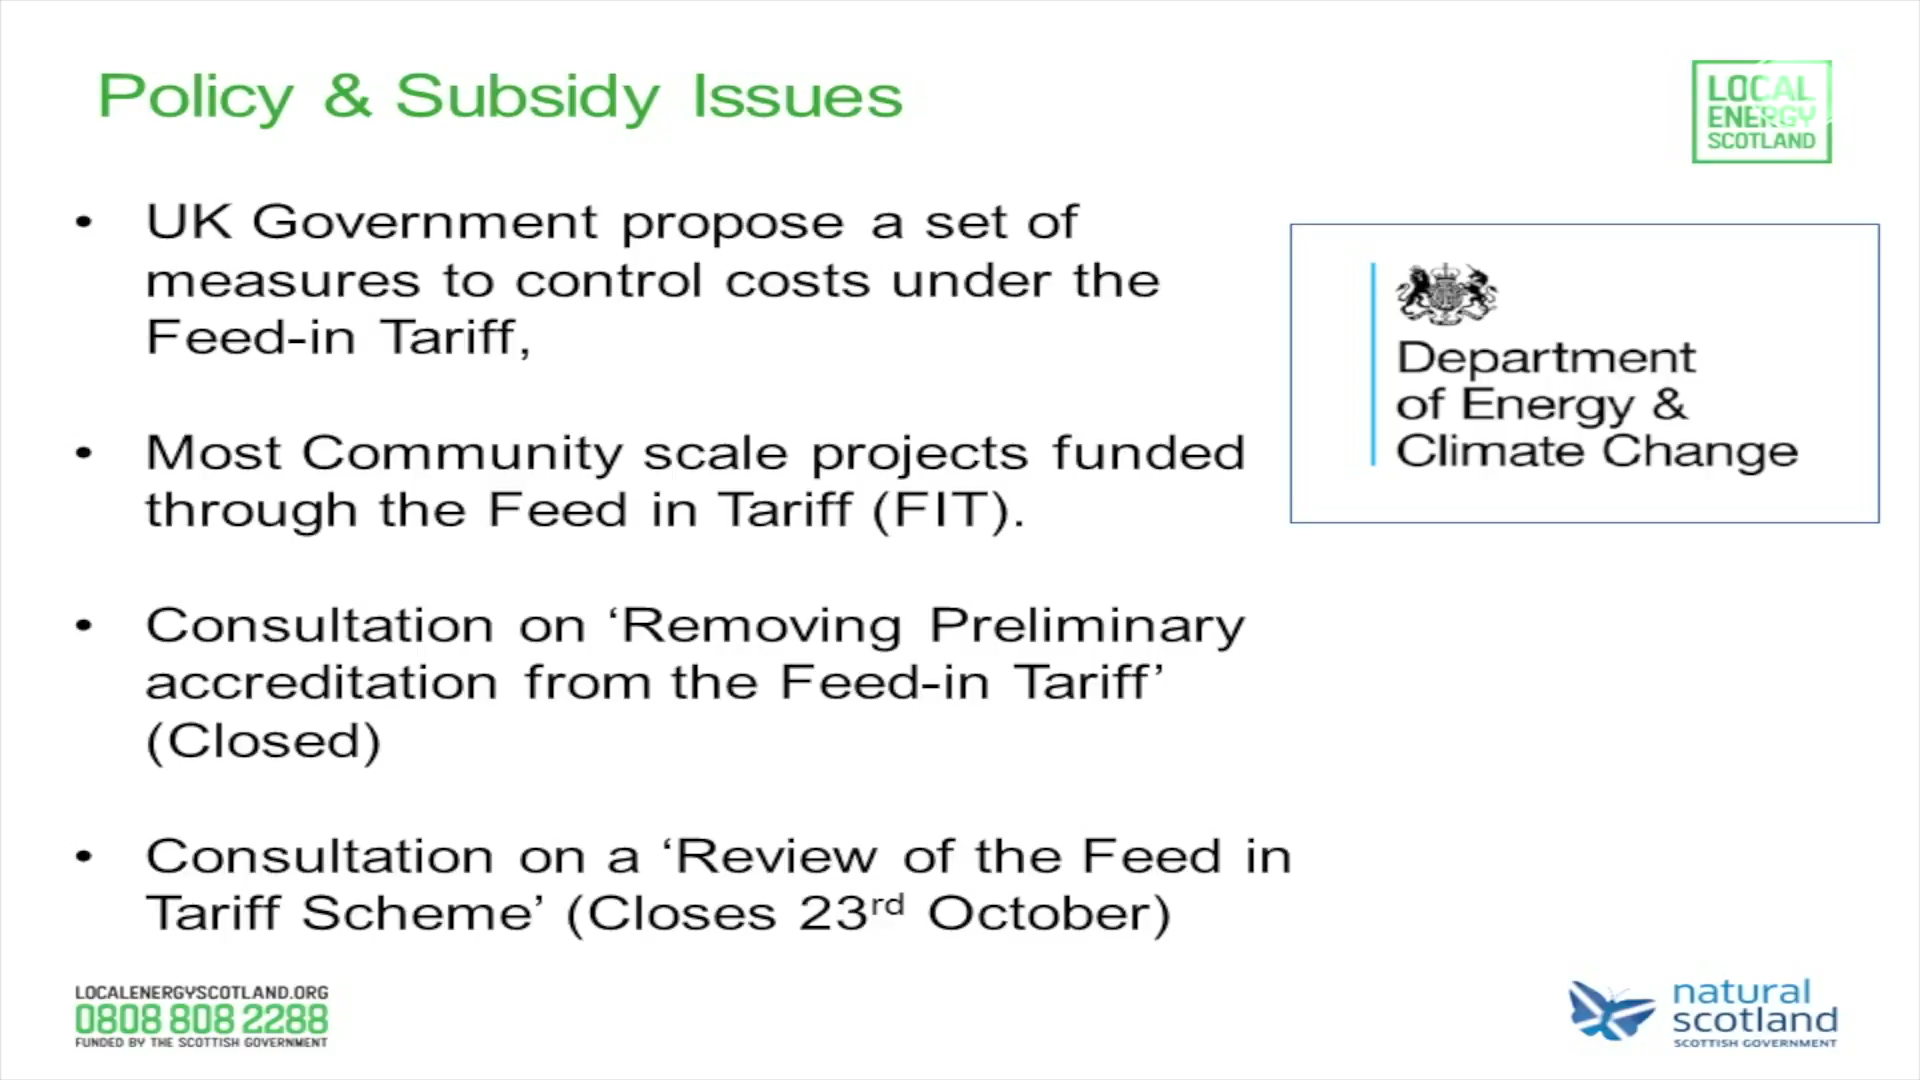 Policy & Subsidy Issues
LOCAL
ENERGY
SCOTLAND
• UK Government propose a set of
measures to control costs under the
Feed-in Tariff,
• Most Community scale projects funded
through the Feed in Tariff (FIT).
• Consultation on ‘Removing Preliminary
accreditation from the Feed-in Tariff’
(Closed)
• Consultation on a ‘Review of the Feed in
Tariff Scheme’ (Closes 23rd October)
Department
of Energy &
Climate Change
LOCALENERGYSCOTLAND.ORG
0808 808 2288
FUNDED BY THE SCOTTISH GOVERNMENT
natural
scotland
SCOTTISH GOVERNMENT